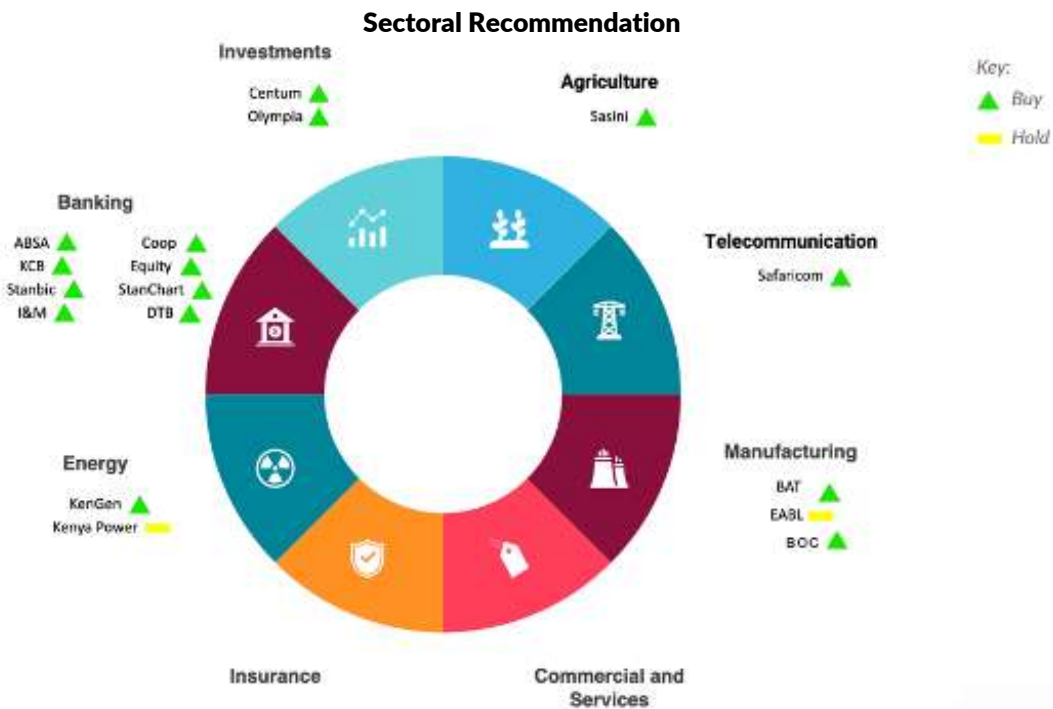 Sectoral Recommendation
Investments
Centum
Olympia
Agriculture
Sasini
Key:
Buy
Hold
Banking
ABSA
Coop
KCB
Equity
Stanbic
StanChart
I&M
DTB
Telecommunication
Safaricom
Energy
KenGen
Kenya Power
Manufacturing
BAT
EABL
BOC
Insurance
Commercial and
Services